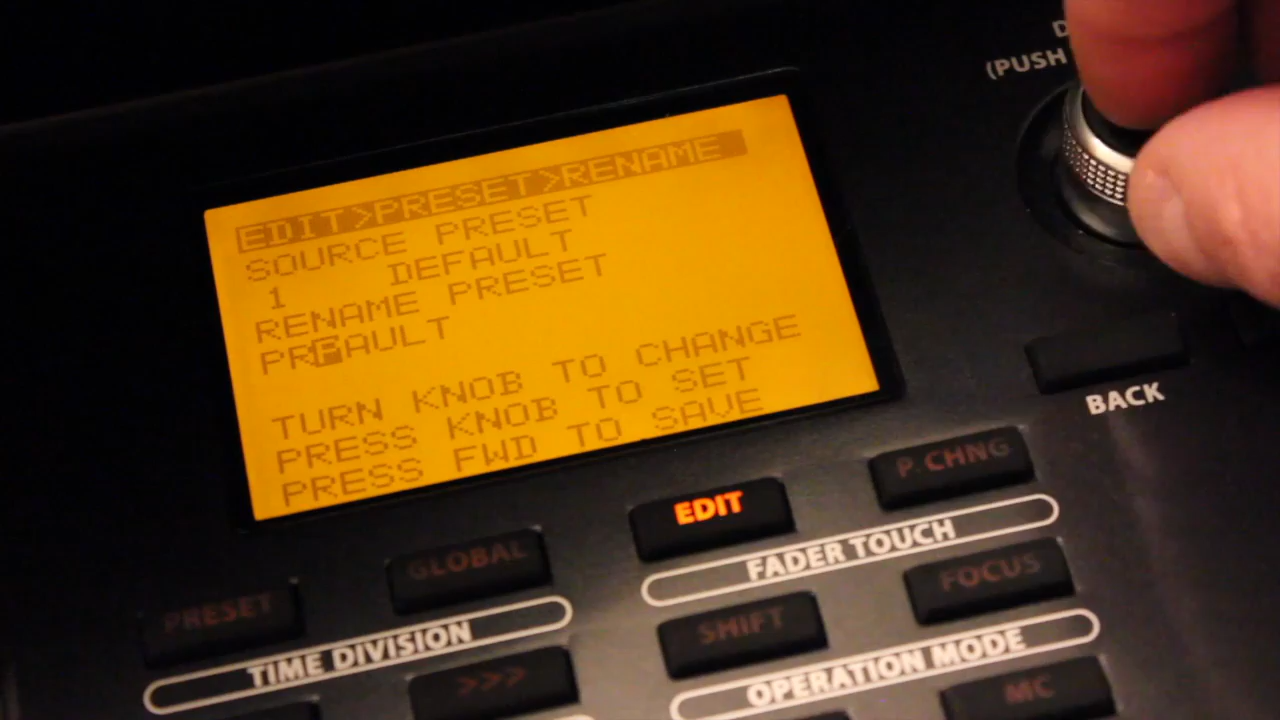 (PUSH
EDIT>PRESET>RENAME
SOURCE PRESET
1 DEFAULT
RENAME PRESET
PRPAULT
TURN KNOB TO CHANGE
PRESS KNOB TO SET
PRESS FWD TO SAVE
BACK
P. CHNG
EDIT
GLOBAL
PRESET
FADER TOUCH
FOCUS
SHIFT
TIME DIVISION
>>>
OPERATION MODE
MC